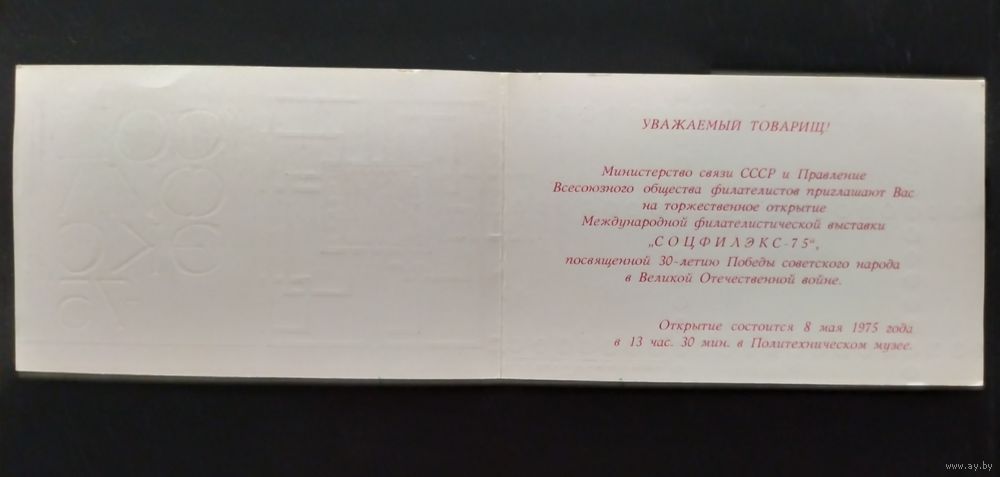 УВАЖАЕМЫЙ ТОВАРИЩ!
Министерство связи СССР и Правление
Всесоюзного общества филателистов приглашают Вас
на торжественное открытие
Международной филателистической выставки
„СОЦФИЛЭКС-75“,
посвященной 30-летию Победы советского народа
в Великой Отечественной войне.
Открытие состоится 8 мая 1975 года
в 13 час. 30 мин. в Политехническом музее.
www.ay.by